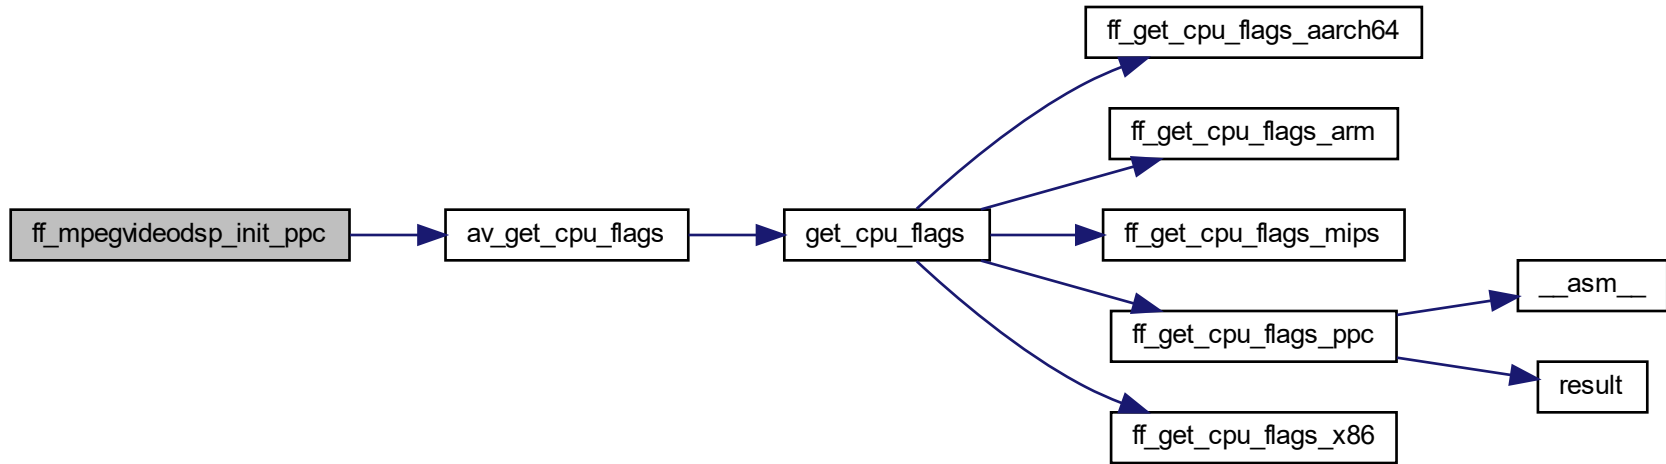 ff_mpegvideodsp_init_ppc
av_get_cpu_flags
get_cpu_flags
ff_get_cpu_flags_aarch64
ff_get_cpu_flags_arm
ff_get_cpu_flags_mips
ff_get_cpu_flags_ppc
ff_get_cpu_flags_x86
__asm__
result